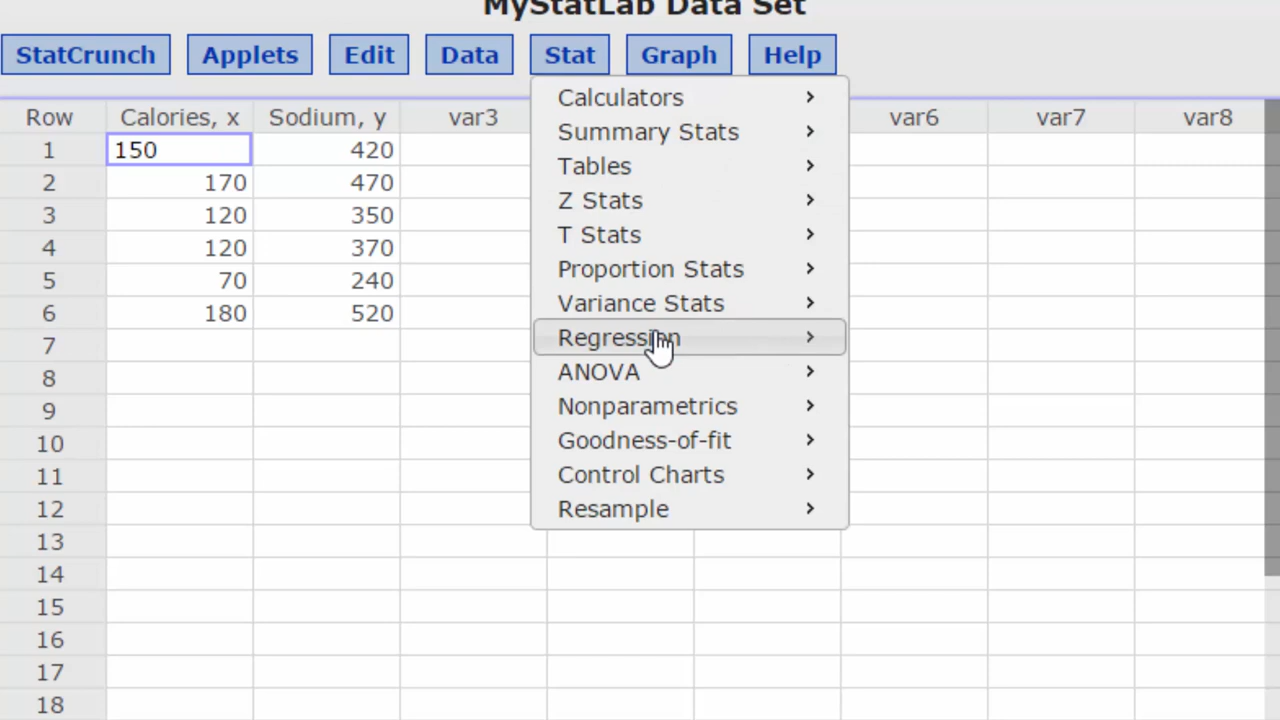 MyStatLab Data Set
StatCrunch Applets Edit Data Stat Graph Help
Row Calories, x Sodium, y var3 var6 var7 var8
1 150 420
2 170 470
3 120 350
4 120 370
5 70 240
6 180 520
7
8
9
10
11
12
13
14
15
16
17
18
Calculators
Summary Stats
Tables
Z Stats
T Stats
Proportion Stats
Variance Stats
Regression
ANOVA
Nonparametrics
Goodness-of-fit
Control Charts
Resample